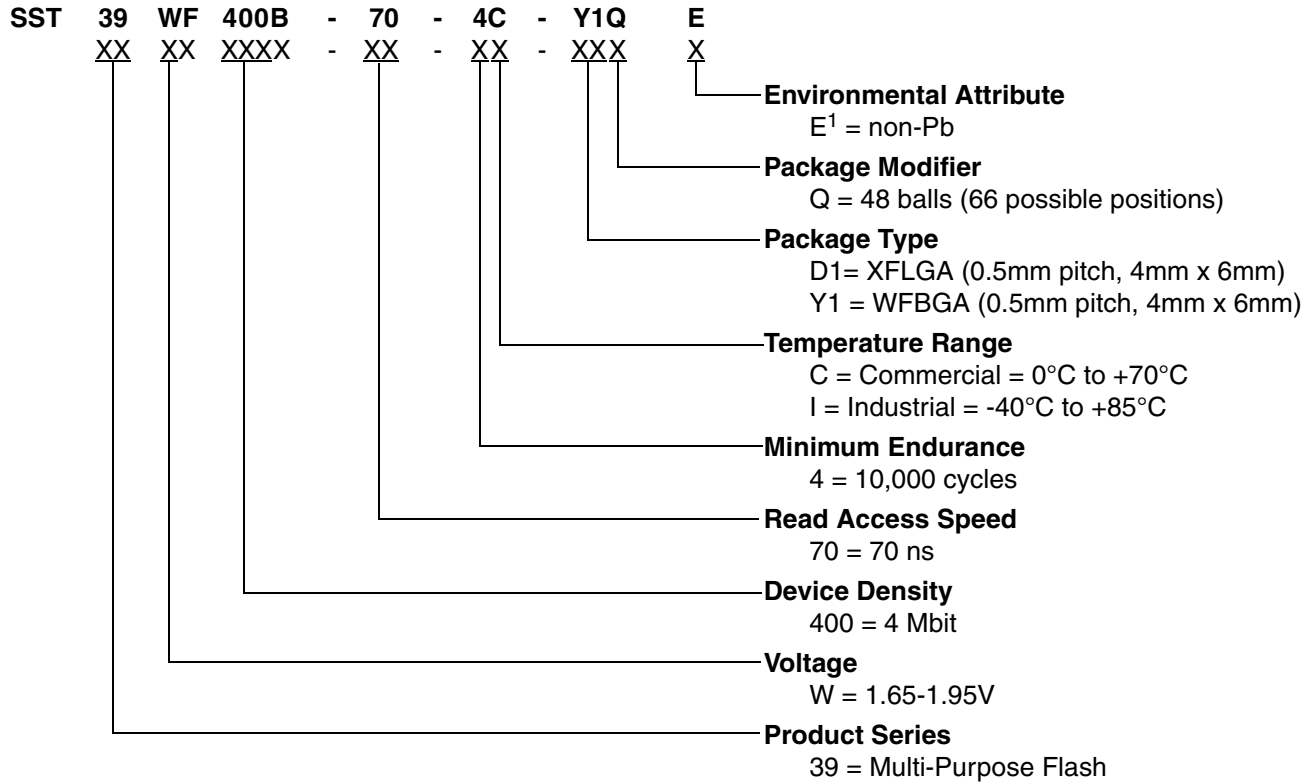 SST 39 WF 400B - 70 - 4C - Y1Q E
XX XX XXXX - XX - XX - XXX X
Environmental Attribute
E1 = non-Pb
Package Modifier
Q = 48 balls (66 possible positions)
Package Type
D1= XFLGA (0.5mm pitch, 4mm x 6mm)
Y1 = WFBGA (0.5mm pitch, 4mm x 6mm)
Temperature Range
C = Commercial = 0°C to +70°C
I = Industrial = -40°C to +85°C
Minimum Endurance
4 = 10,000 cycles
Read Access Speed
70 = 70 ns
Device Density
400 = 4 Mbit
Voltage
W = 1.65-1.95V
Product Series
39 = Multi-Purpose Flash